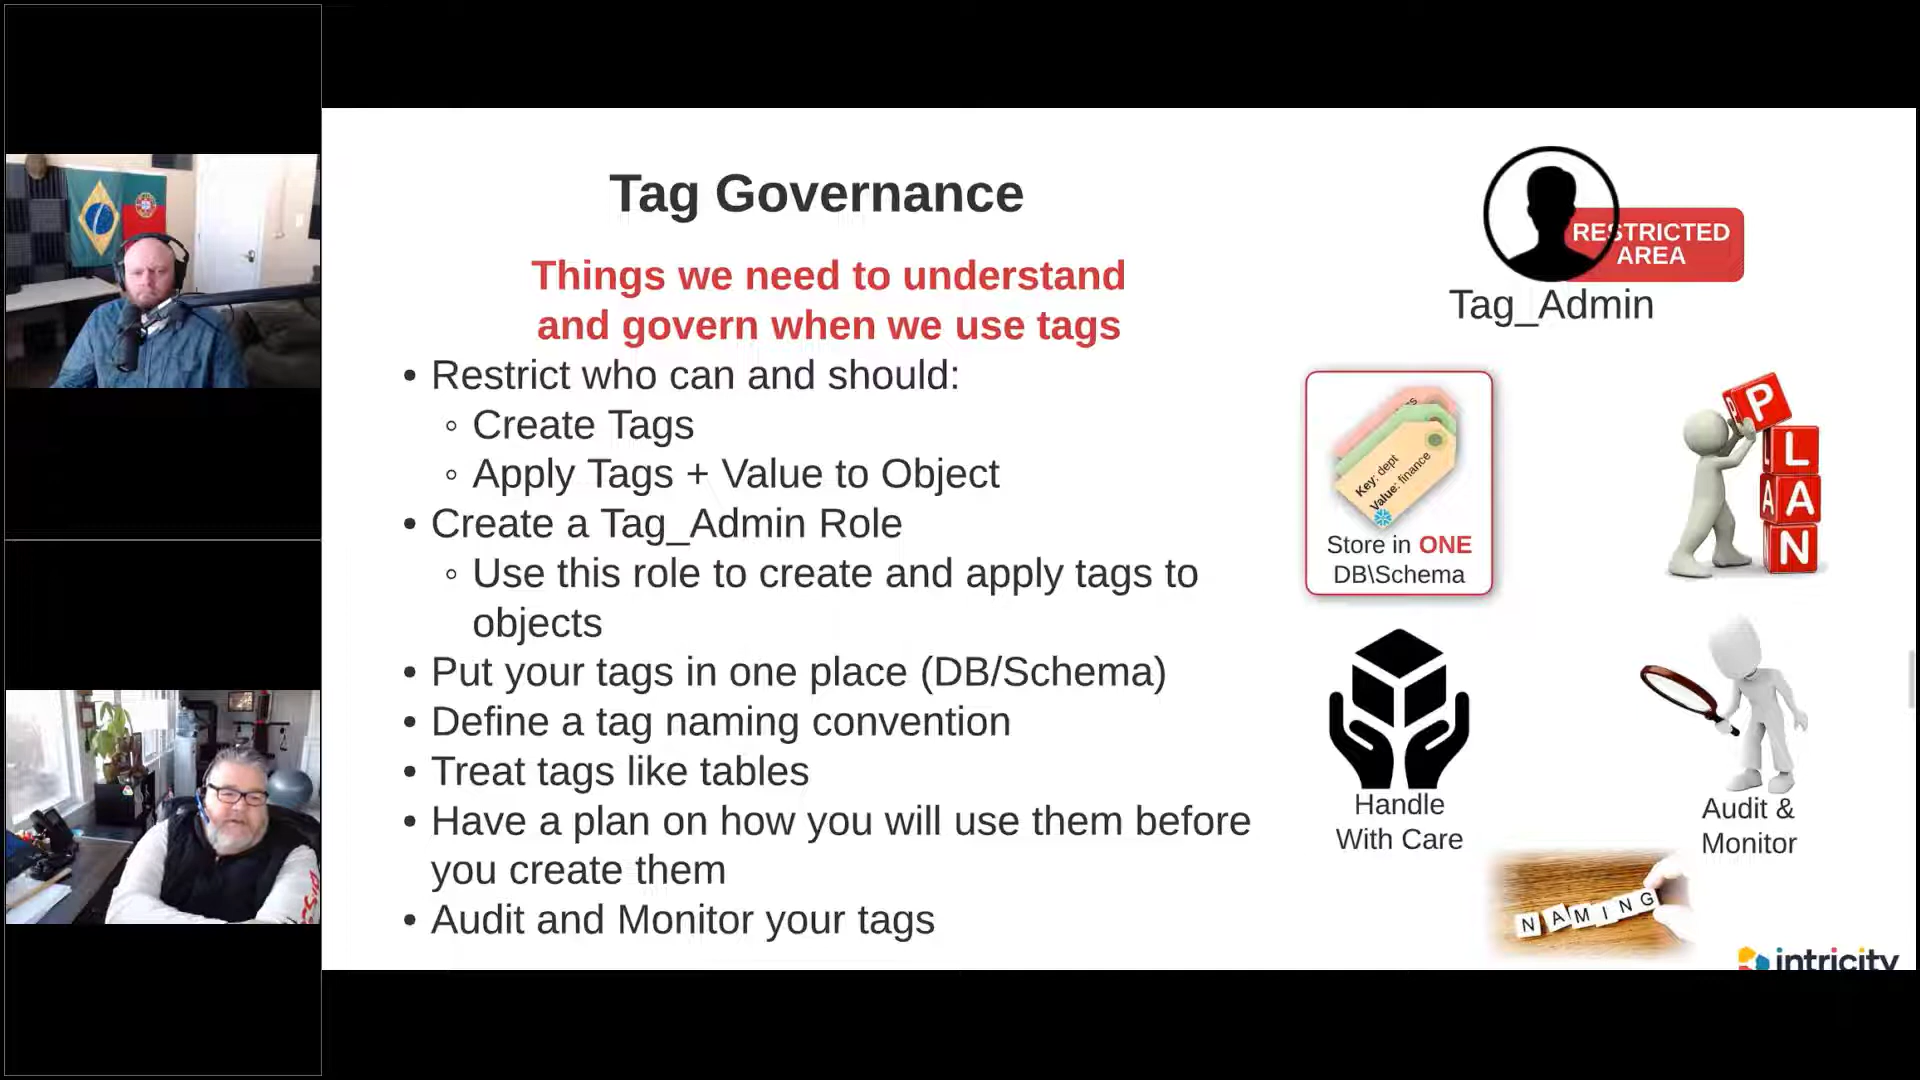 Tag Governance
Things we need to understand
and govern when we use tags
• Restrict who can and should:
◦ Create Tags
◦ Apply Tags + Value to Object
• Create a Tag_Admin Role
◦ Use this role to create and apply tags to
objects
• Put your tags in one place (DB/Schema)
• Define a tag naming convention
• Treat tags like tables
• Have a plan on how you will use them before
you create them
• Audit and Monitor your tags
RESTRICTED
AREA
Tag_Admin
Key: dept
Value: finance
Store in ONE
DB\Schema
P
L
A
N
Handle
With Care
Audit &
Monitor
NAMING
intricity